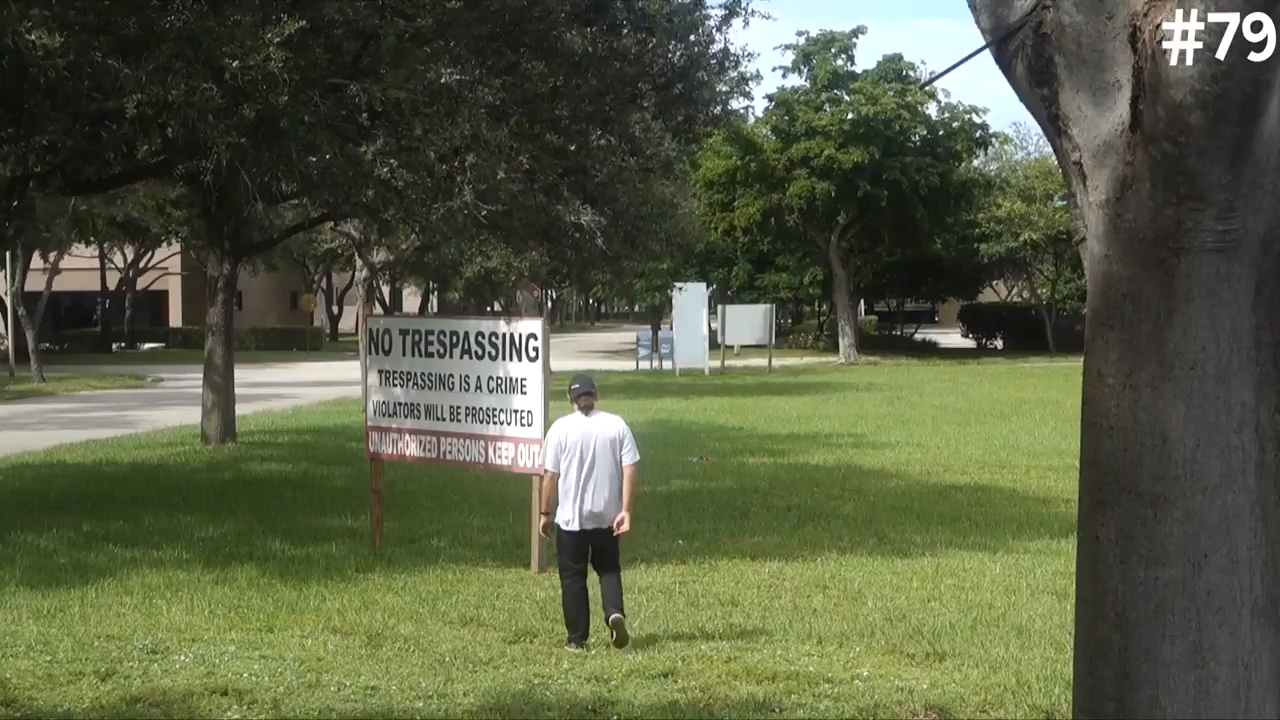 #79
NO TRESPASSING
TRESPASSING IS A CRIME
VIOLATORS WILL BE PROSECUTED
UNAUTHORIZED PERSONS KEEP OUT